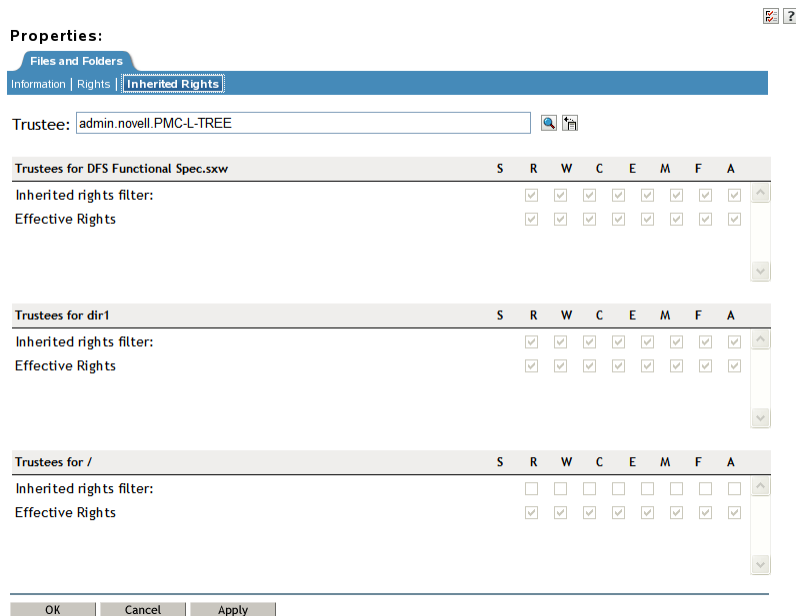 ?
Properties:
Files and Folders
Information | Rights | Inherited Rights
Trustee: admin.novell.PMC-L-TREE
Trustees for DFS Functional Spec.sxw S R W C E M F A
Inherited rights filter:
Effective Rights
Trustees for dir1 S R W C E M F A
Inherited rights filter:
Effective Rights
Trustees for / S R W C E M F A
Inherited rights filter:
Effective Rights
OK Cancel Apply